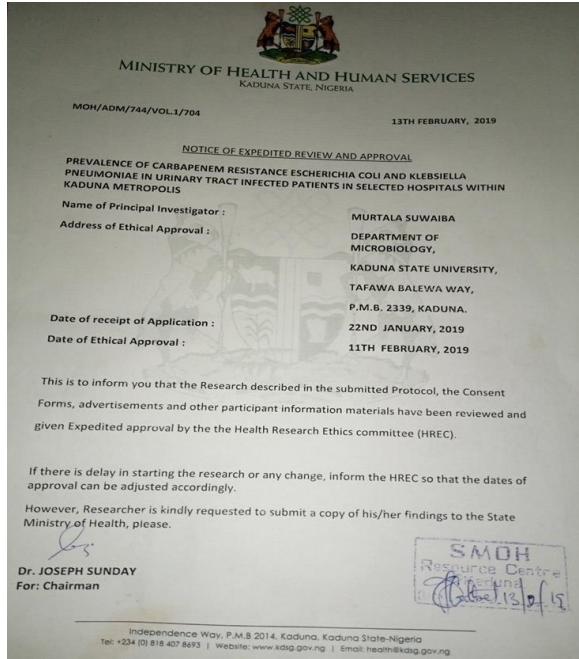 MINISTRY OF HEALTH AND HUMAN SERVICES
KADUNA STATE, NIGERIA
MOH/ADM/744/VOL.1/704
13TH FEBRUARY, 2019
NOTICE OF EXPEDITED REVIEW AND APPROVAL
PREVALENCE OF CARBAPENEM RESISTANCE ESCHERICHIA COLI AND KLEBSIELLA
PNEUMONIAE IN URINARY TRACT INFECTED PATIENTS IN SELECTED HOSPITALS WITHIN
KADUNA METROPOLIS
Name of Principal Investigator : MURTALA SUWAIBA
Address of Ethical Approval : DEPARTMENT OF
MICROBIOLOGY,
KADUNA STATE UNIVERSITY,
TAFAWA BALEWA WAY,
P.M.B. 2339, KADUNA.
Date of receipt of Application : 22ND JANUARY, 2019
Date of Ethical Approval : 11TH FEBRUARY, 2019
This is to inform you that the Research described in the submitted Protocol, the Consent
Forms, advertisements and other participant information materials have been reviewed and
given Expedited approval by the the Health Research Ethics committee (HREC).
If there is delay in starting the research or any change, inform the HREC so that the dates of
approval can be adjusted accordingly.
However, Researcher is kindly requested to submit a copy of his/her findings to the State
Ministry of Health, please.
Dr. JOSEPH SUNDAY
For: Chairman
SMOH
Resource Centre
Independence Way, P.M.B 2014, Kaduna, Kaduna State-Nigeria
Tel: +234 (0) 818 407 8693 | Website: www.kdsg.gov.ng | Email: health@kdsg.gov.ng